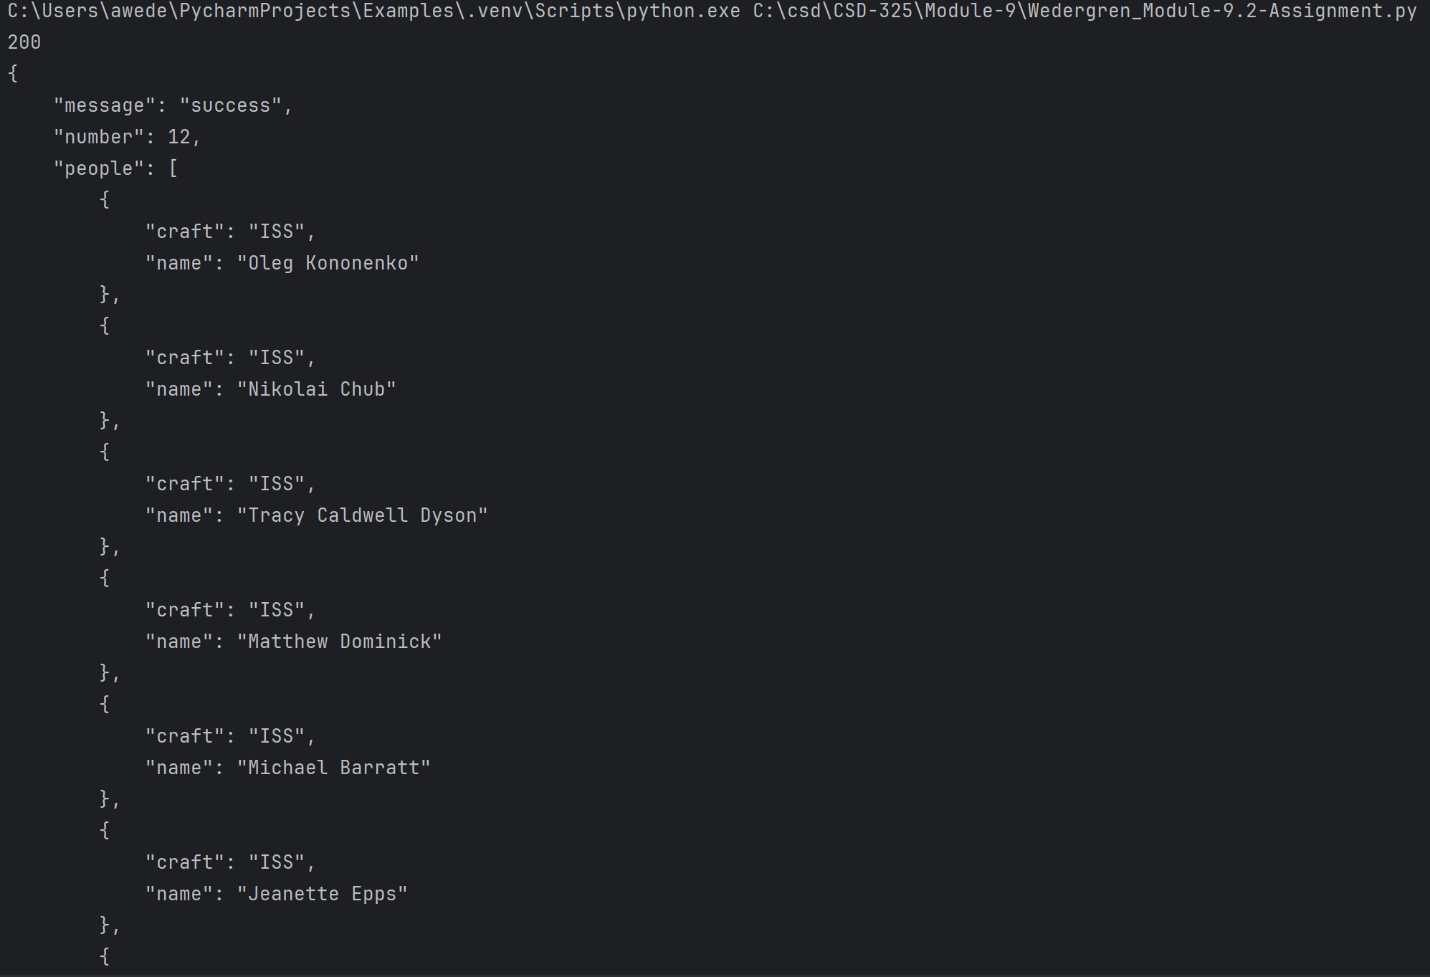 C:\Users\awede\PycharmProjects\Examples\.venv\Scripts\python.exe C:\csd\CSD-325\Module-9\Wedergren_Module-9.2-Assignment.py
200
{
    "message": "success",
    "number": 12,
    "people": [
        {
            "craft": "ISS",
            "name": "Oleg Kononenko"
        },
        {
            "craft": "ISS",
            "name": "Nikolai Chub"
        },
        {
            "craft": "ISS",
            "name": "Tracy Caldwell Dyson"
        },
        {
            "craft": "ISS",
            "name": "Matthew Dominick"
        },
        {
            "craft": "ISS",
            "name": "Michael Barratt"
        },
        {
            "craft": "ISS",
            "name": "Jeanette Epps"
        },
        {